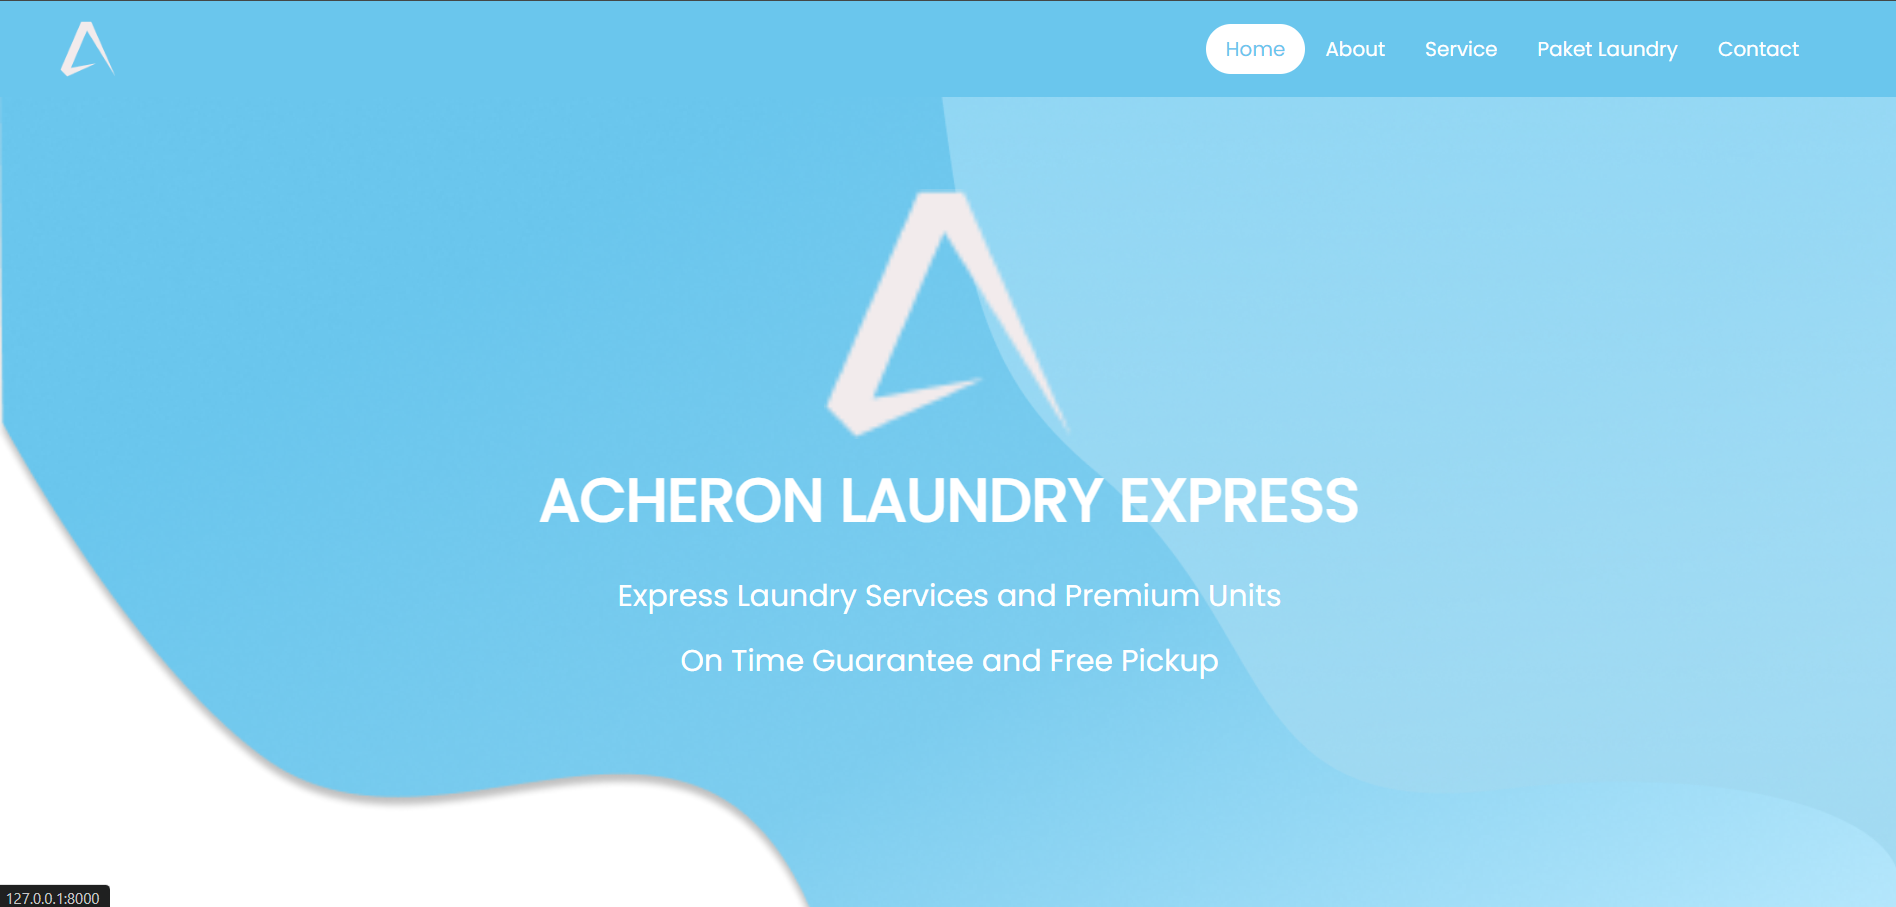 Home About Service Paket Laundry Contact
ACHERON LAUNDRY EXPRESS
Express Laundry Services and Premium Units
On Time Guarantee and Free Pickup
127.0.0.1:8000